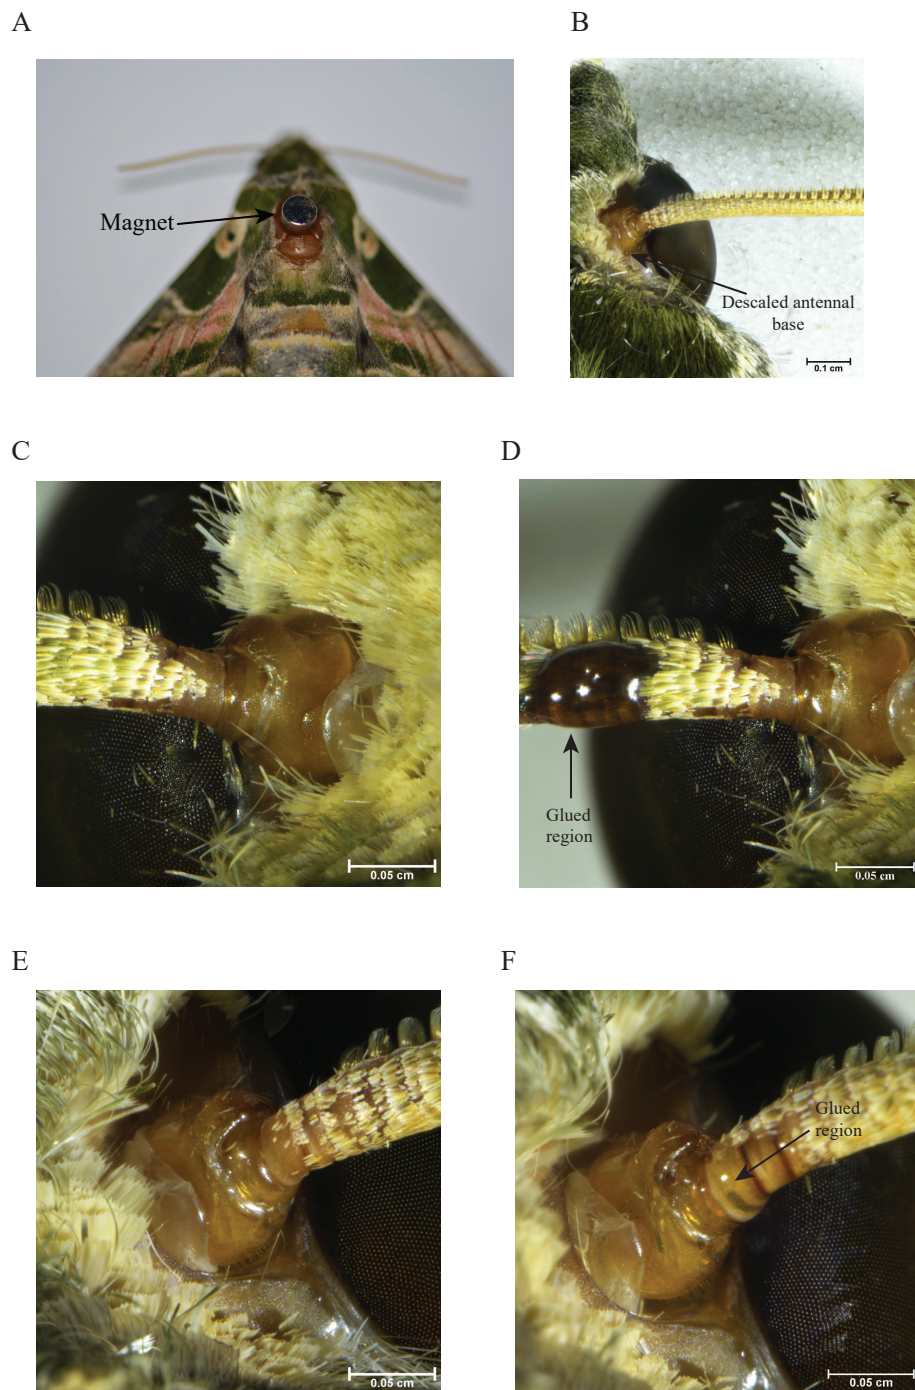 A
B
Magnet
Descaled antennal
base
0.1 cm
C
D
Glued
region
0.05 cm
0.05 cm
E
F
Glued
region
0.05 cm
0.05 cm